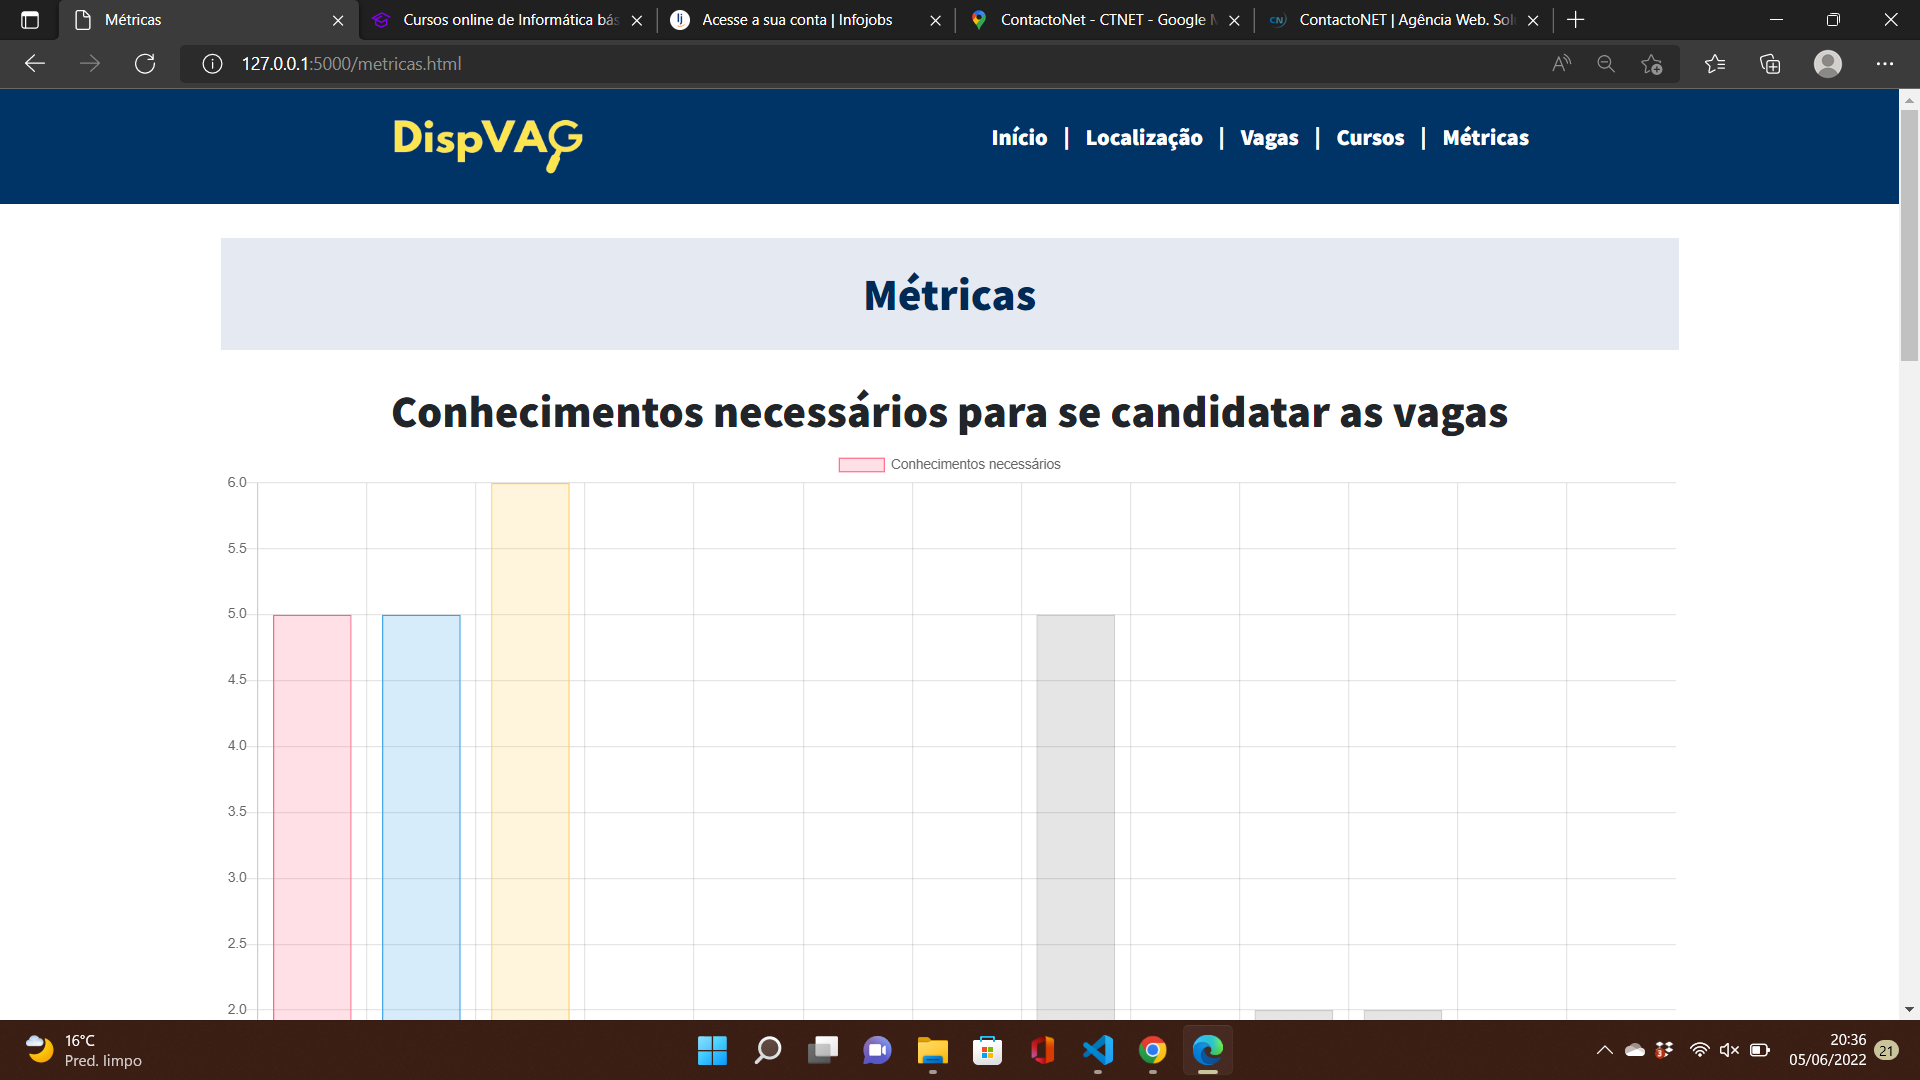 Métricas
Cursos online de Informática bás
Acesse a sua conta | Infojobs
ContactoNet - CTNET - Google M
ContactoNET | Agência Web. Solu
127.0.0.1:5000/metricas.html
DispVAG
Início | Localização | Vagas | Cursos | Métricas
Métricas
Conhecimentos necessários para se candidatar as vagas
Conhecimentos necessários
6.0
5.5
5.0
4.5
4.0
3.5
3.0
2.5
2.0
16°C
Pred. limpo
20:36
05/06/2022
21